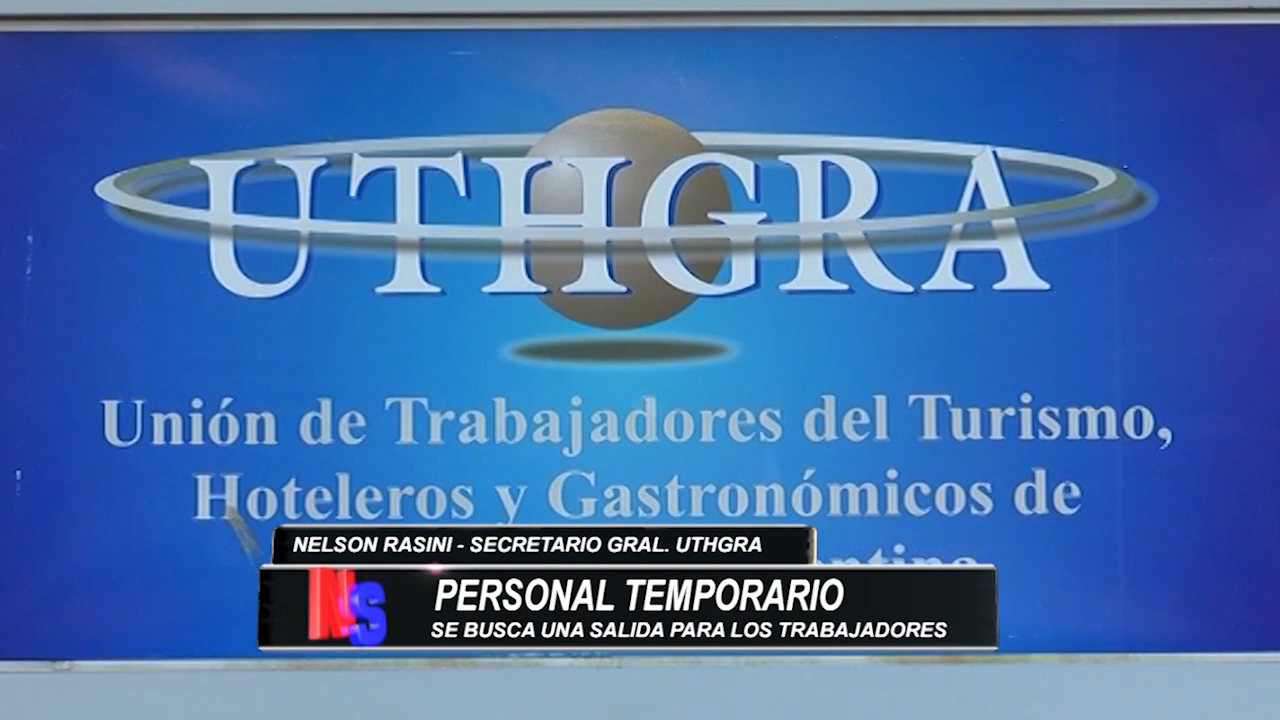 UTHGRA
Unión de Trabajadores del Turismo,
Hoteleros y Gastronómicos de
NELSON RASINI - SECRETARIO GRAL. UTHGRA
NS
PERSONAL TEMPORARIO
SE BUSCA UNA SALIDA PARA LOS TRABAJADORES